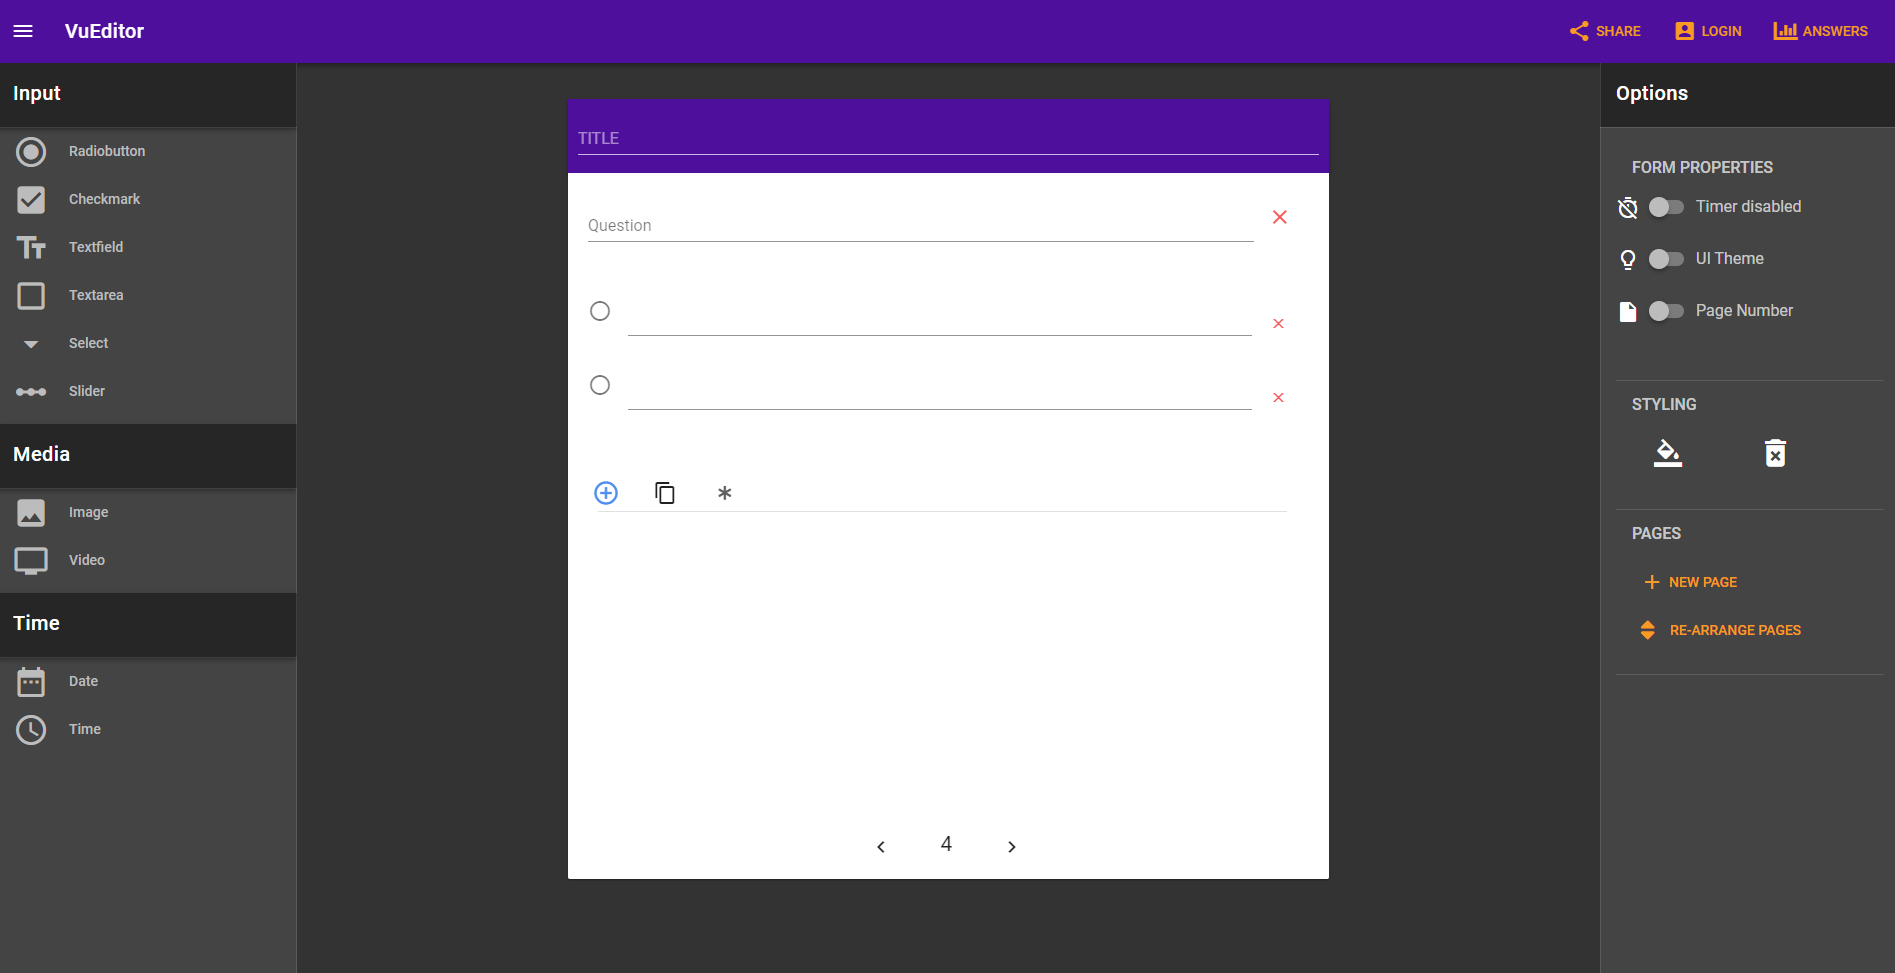 VuEditor
SHARE
LOGIN
ANSWERS
Input
Radiobutton
Checkmark
Textfield
Textarea
Select
Slider
Media
Image
Video
Time
Date
Time
TITLE
Question
4
Options
FORM PROPERTIES
Timer disabled
UI Theme
Page Number
STYLING
PAGES
NEW PAGE
RE-ARRANGE PAGES